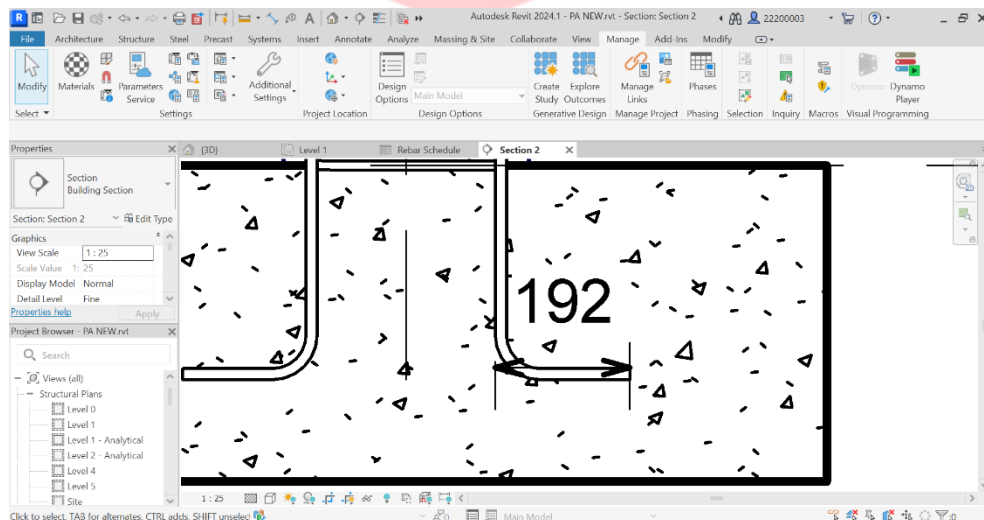 R Autodesk Revit 2024.1 - PA NEW.rvt - Section: Section 2 22200003
File Architecture Structure Steel Precast Systems Insert Annotate Analyze Massing & Site Collaborate View Manage Add-Ins Modify
Modify Materials Parameters Service Additional Settings Design Options Main Model Create Study Explore Outcomes Manage Links Phases Dynamo Dynamo Player
Select Settings Project Location Design Options Generative Design Manage Project Phasing Selection Inquiry Macros Visual Programming
Properties
{3D} Level 1 Rebar Schedule Section 2
Section
Building Section
Section: Section 2 Edit Type
Graphics
View Scale 1 : 25
Scale Value 1: 25
Display Model Normal
Detail Level Fine
Properties help Apply
192
Project Browser - PA NEW.rvt
Search
Views (all)
Structural Plans
Level 0
Level 1
Level 1 - Analytical
Level 2 - Analytical
Level 4
Level 5
Site
1 : 25
Click to select, TAB for alternates, CTRL adds, SHIFT unselec :0 Main Model :0